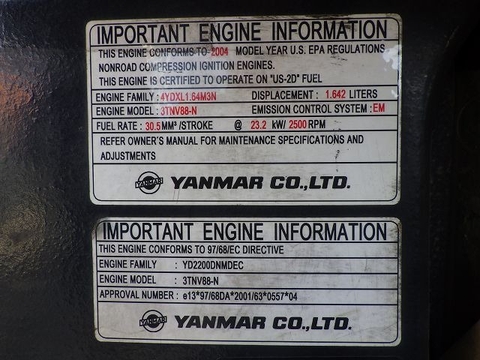 IMPORTANT ENGINE INFORMATION
THIS ENGINE CONFORMS TO 2004 MODEL YEAR U.S. EPA REGULATIONS
NONROAD COMPRESSION IGNITION ENGINES.
THIS ENGINE IS CERTIFIED TO OPERATE ON "US-2D" FUEL
ENGINE FAMILY : 4YDXL1.64M3N DISPLACEMENT : 1.642 LITERS
ENGINE MODEL : 3TNV88-N EMISSION CONTROL SYSTEM : EM
FUEL RATE : 30.5 MM³/STROKE @ 23.2 kW/ 2500 RPM
REFER OWNER'S MANUAL FOR MAINTENANCE SPECIFICATIONS AND
ADJUSTMENTS
YANMAR YANMAR CO.,LTD.
IMPORTANT ENGINE INFORMATION
THIS ENGINE CONFORMS TO 97/68/EC DIRECTIVE
ENGINE FAMILY : YD2200DNMDEC
ENGINE MODEL : 3TNV88-N
APPROVAL NUMBER : e13*97/68DA*2001/63*0557*04
YANMAR YANMAR CO.,LTD.